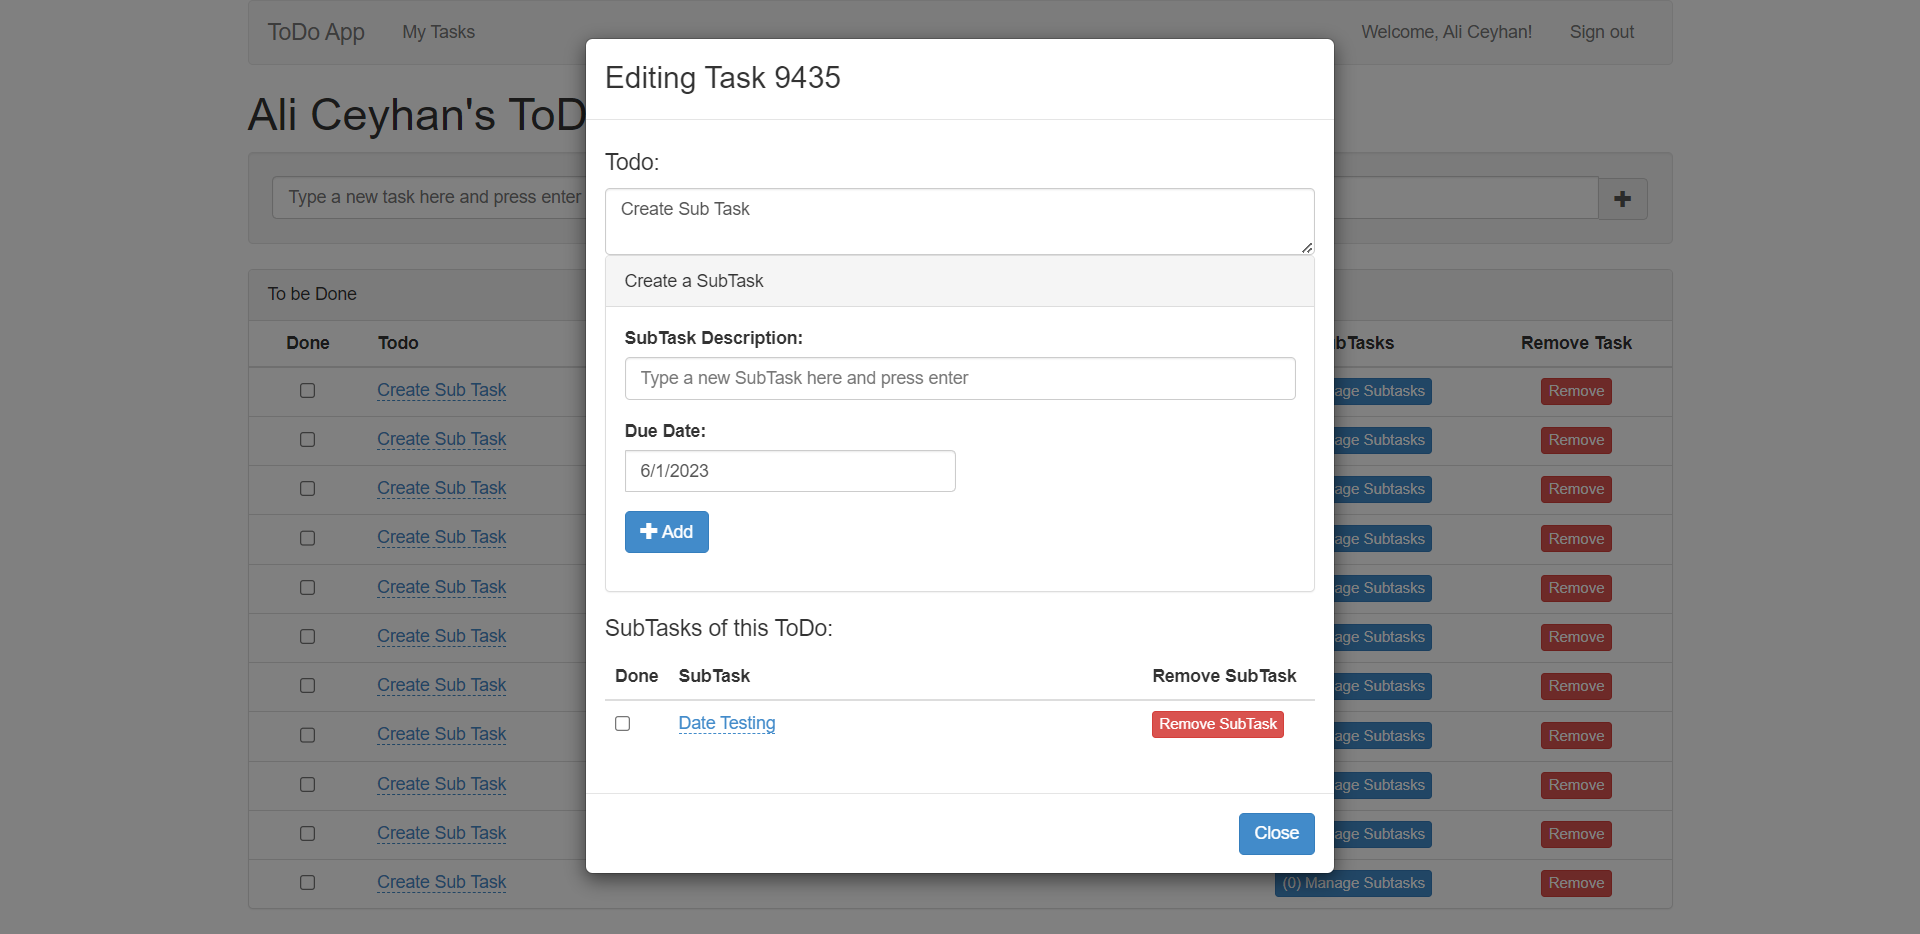 ToDo App My Tasks Welcome, Ali Ceyhan! Sign out
Ali Ceyhan's ToD
Type a new task here and press enter
To be Done
Done Todo bTasks Remove Task
Create Sub Task age Subtasks Remove
Create Sub Task age Subtasks Remove
Create Sub Task age Subtasks Remove
Create Sub Task age Subtasks Remove
Create Sub Task age Subtasks Remove
Create Sub Task age Subtasks Remove
Create Sub Task age Subtasks Remove
Create Sub Task age Subtasks Remove
Create Sub Task age Subtasks Remove
Create Sub Task age Subtasks Remove
Create Sub Task (0) Manage Subtasks Remove
Editing Task 9435
Todo:
Create Sub Task
Create a SubTask
SubTask Description:
Type a new SubTask here and press enter
Due Date:
6/1/2023
Add
SubTasks of this ToDo:
Done SubTask Remove SubTask
Date Testing Remove SubTask
Close